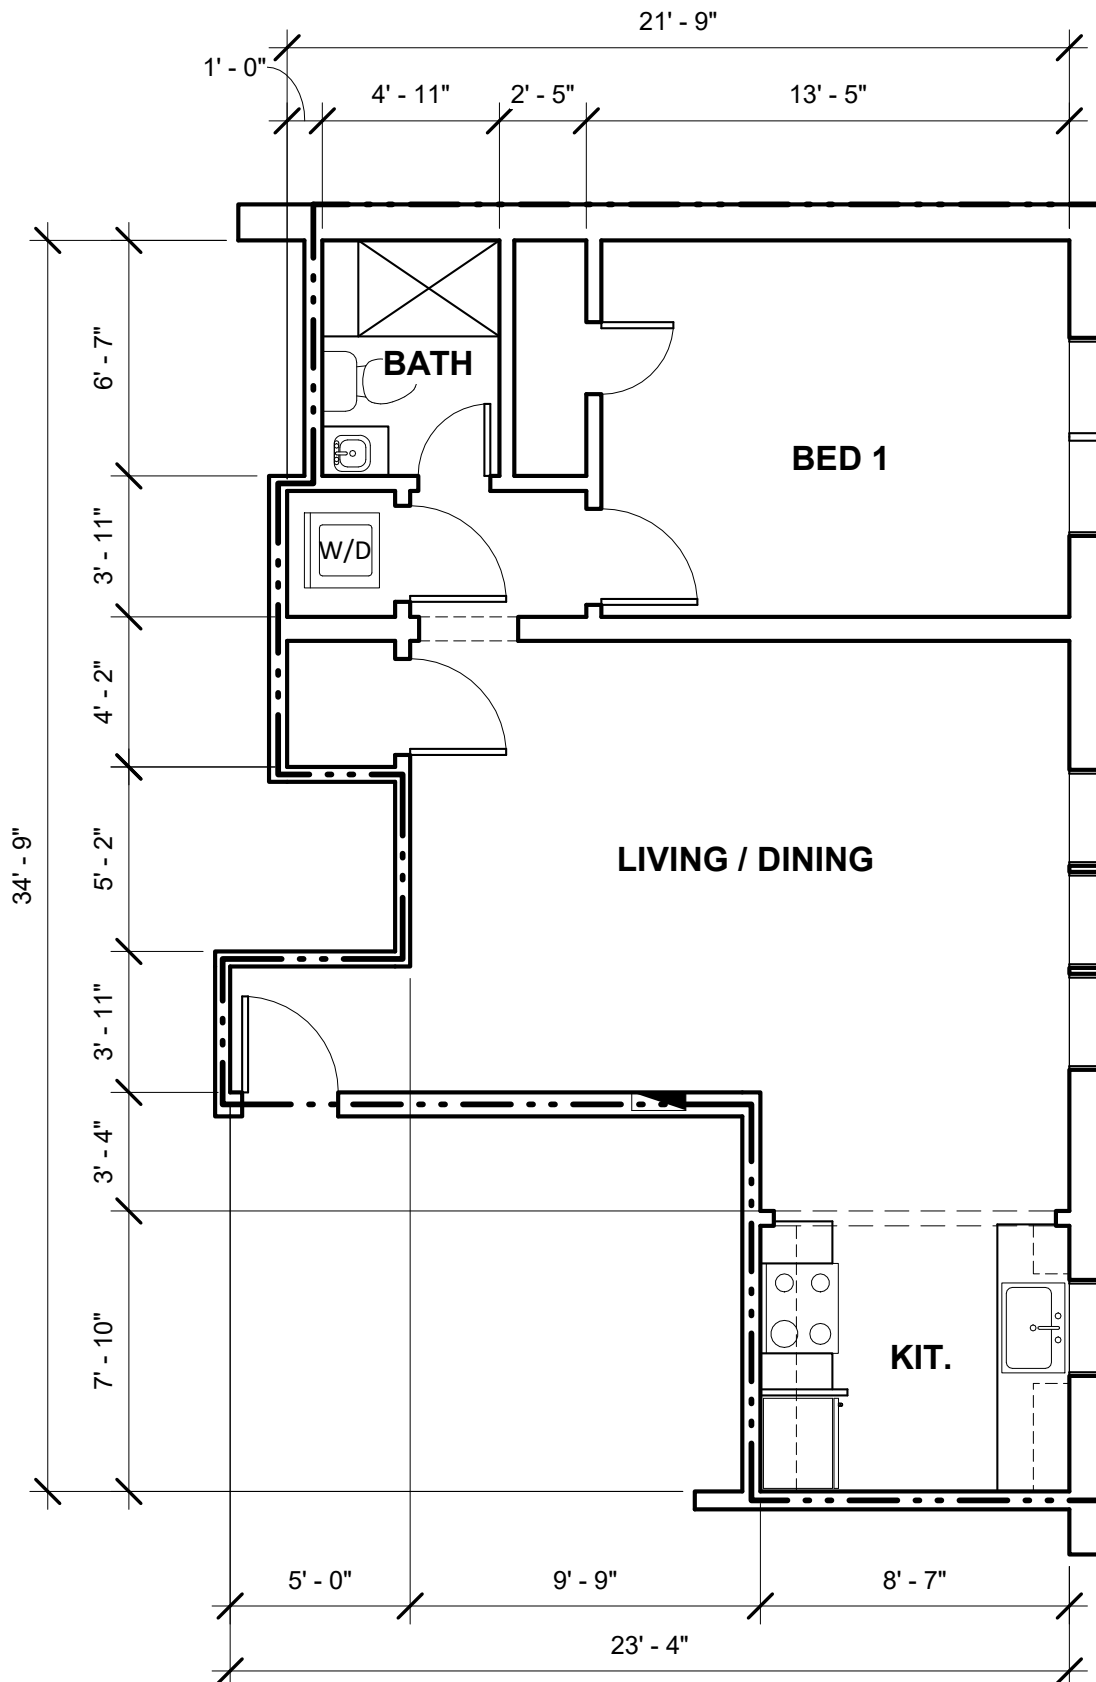 21' - 9"
1' - 0"
4' - 11"
2' - 5"
13' - 5"
6' - 7"
BATH
BED 1
3' - 11"
W/D
4' - 2"
34' - 9"
5' - 2"
LIVING / DINING
3' - 11"
3' - 4"
7' - 10"
KIT.
5' - 0"
9' - 9"
8' - 7"
23' - 4"